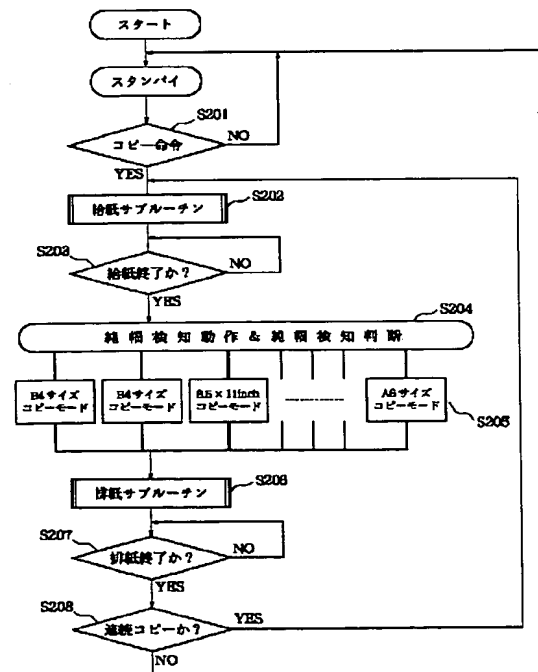 スタート
スタンバイ
S201
コピー命令
NO
YES
給紙サブルーチン
S202
S203
給紙終了か？
NO
YES
S204
純幅検知動作&純幅検知判断
B4サイズ
コピーモード
B4サイズ
コピーモード
8.5×11inch
コピーモード
A6サイズ
コピーモード
S205
排紙サブルーチン
S206
S207
排紙終了か？
NO
YES
S208
連続コピーか？
YES
NO